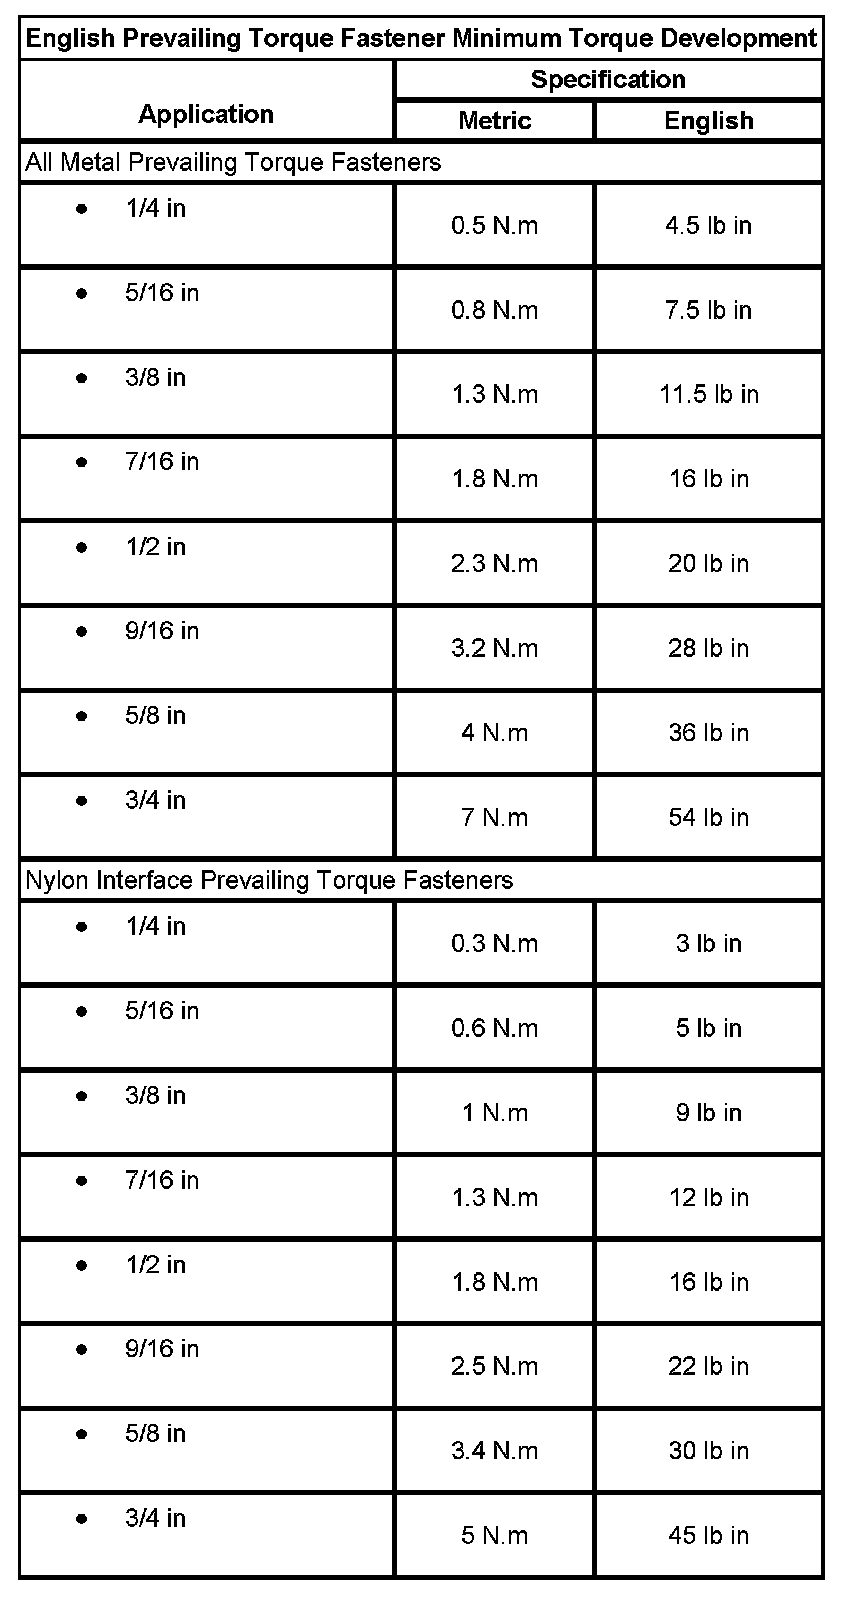 English Prevailing Torque Fastener Minimum Torque Development
Application
Specification
Metric English
All Metal Prevailing Torque Fasteners
• 1/4 in 0.5 N.m 4.5 lb in
• 5/16 in 0.8 N.m 7.5 lb in
• 3/8 in 1.3 N.m 11.5 lb in
• 7/16 in 1.8 N.m 16 lb in
• 1/2 in 2.3 N.m 20 lb in
• 9/16 in 3.2 N.m 28 lb in
• 5/8 in 4 N.m 36 lb in
• 3/4 in 7 N.m 54 lb in
Nylon Interface Prevailing Torque Fasteners
• 1/4 in 0.3 N.m 3 lb in
• 5/16 in 0.6 N.m 5 lb in
• 3/8 in 1 N.m 9 lb in
• 7/16 in 1.3 N.m 12 lb in
• 1/2 in 1.8 N.m 16 lb in
• 9/16 in 2.5 N.m 22 lb in
• 5/8 in 3.4 N.m 30 lb in
• 3/4 in 5 N.m 45 lb in